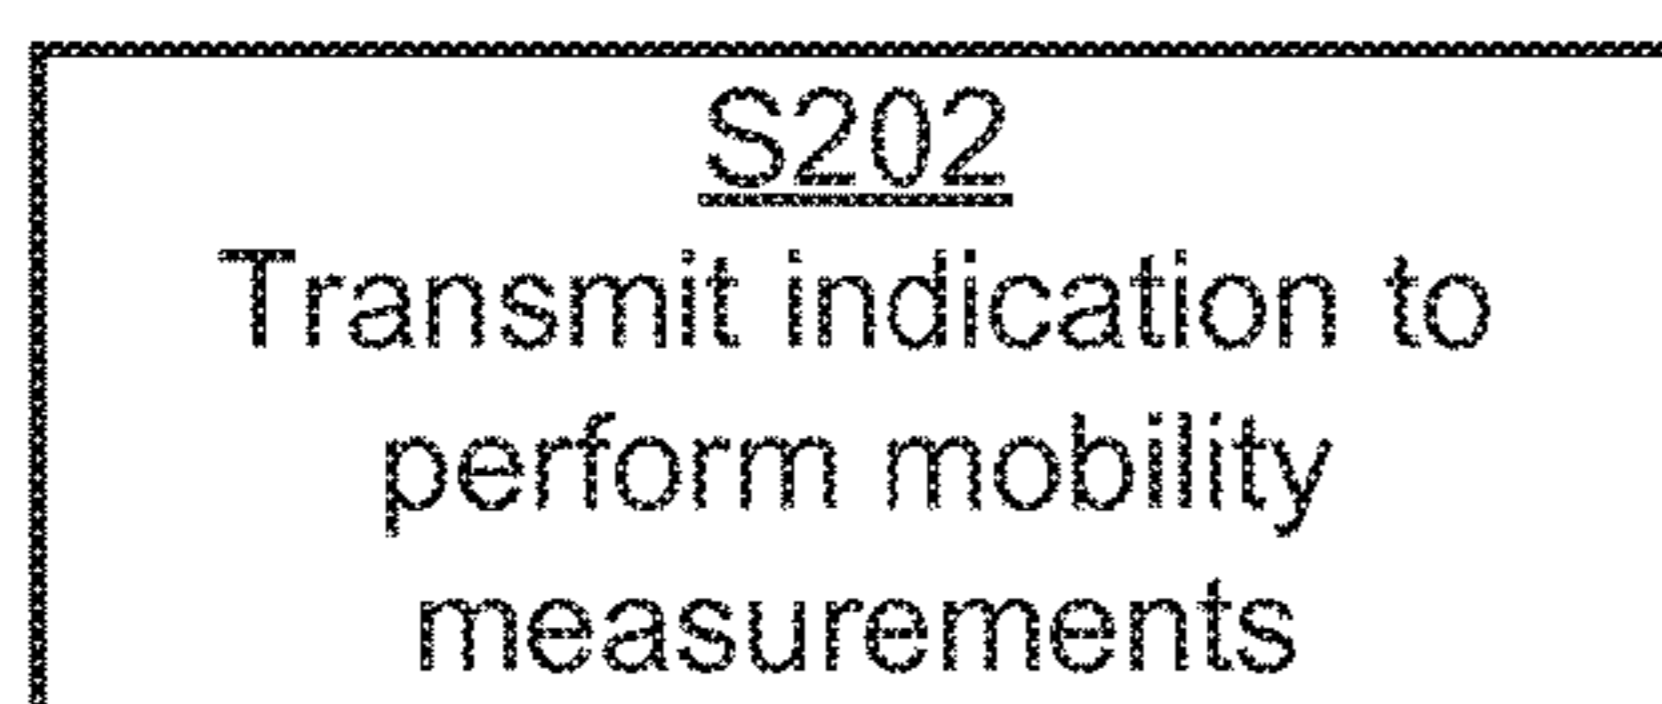 S202
Transmit indication to
perform mobility
measurements